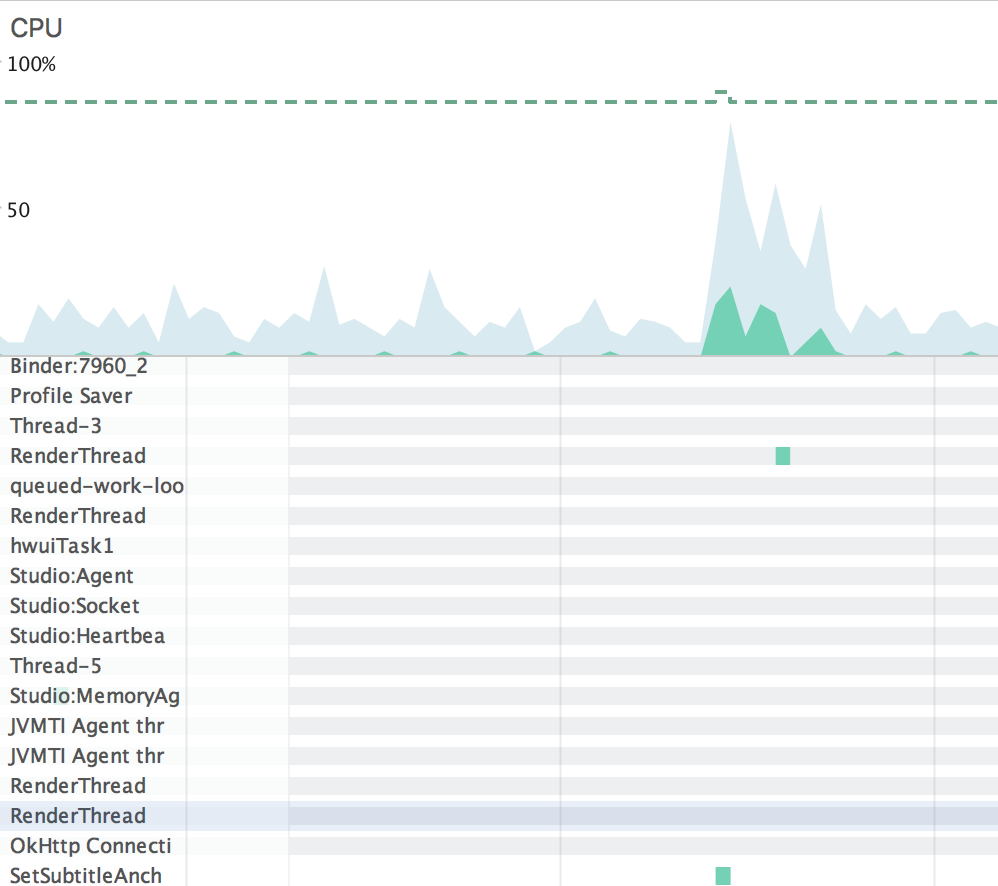 CPU
100%
50
Binder:7960_2
Profile Saver
Thread-3
RenderThread
queued-work-loo
RenderThread
hwuiTask1
Studio:Agent
Studio:Socket
Studio:Heartbea
Thread-5
Studio:MemoryAg
JVMTI Agent thr
JVMTI Agent thr
RenderThread
RenderThread
OkHttp Connecti
SetSubtitleAnch